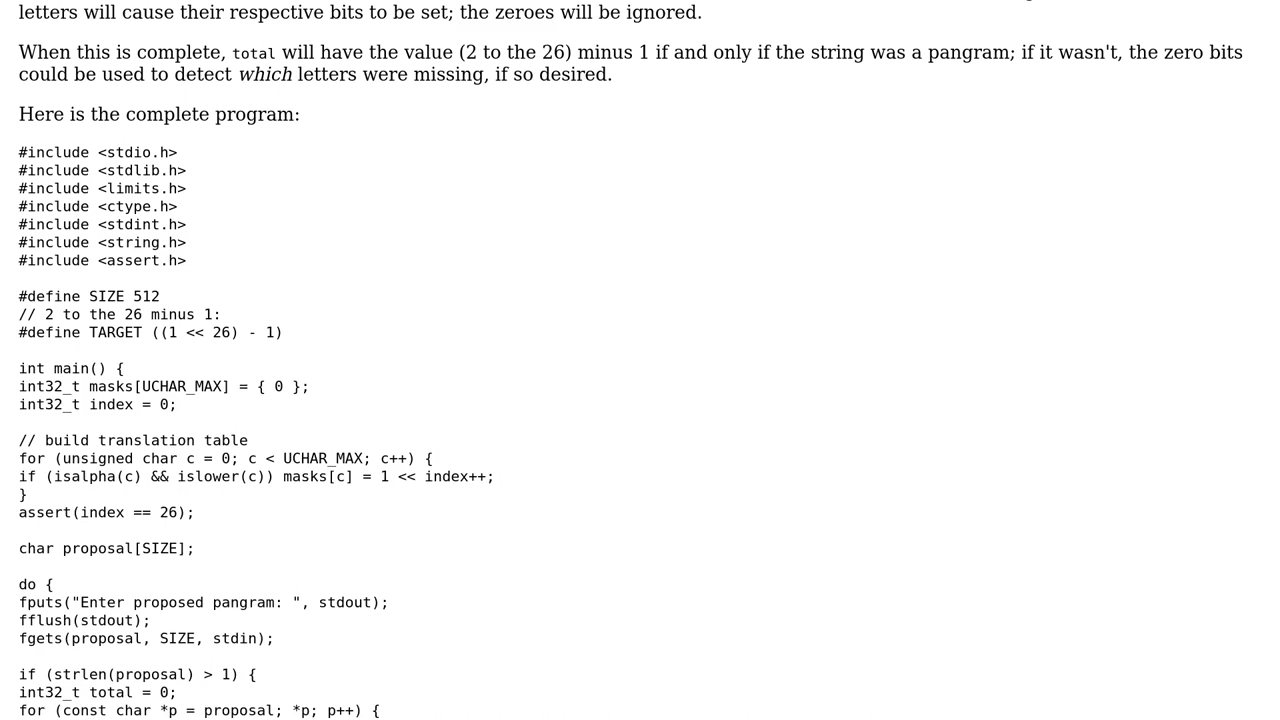 letters will cause their respective bits to be set; the zeroes will be ignored.
When this is complete, total will have the value (2 to the 26) minus 1 if and only if the string was a pangram; if it wasn't, the zero bits
could be used to detect which letters were missing, if so desired.
Here is the complete program:
#include <stdio.h>
#include <stdlib.h>
#include <limits.h>
#include <ctype.h>
#include <stdint.h>
#include <string.h>
#include <assert.h>
#define SIZE 512
// 2 to the 26 minus 1:
#define TARGET ((1 << 26) - 1)
int main() {
int32_t masks[UCHAR_MAX] = { 0 };
int32_t index = 0;
// build translation table
for (unsigned char c = 0; c < UCHAR_MAX; c++) {
if (isalpha(c) && islower(c)) masks[c] = 1 << index++;
}
assert(index == 26);
char proposal[SIZE];
do {
fputs("Enter proposed pangram: ", stdout);
fflush(stdout);
fgets(proposal, SIZE, stdin);
if (strlen(proposal) > 1) {
int32_t total = 0;
for (const char *p = proposal; *p; p++) {